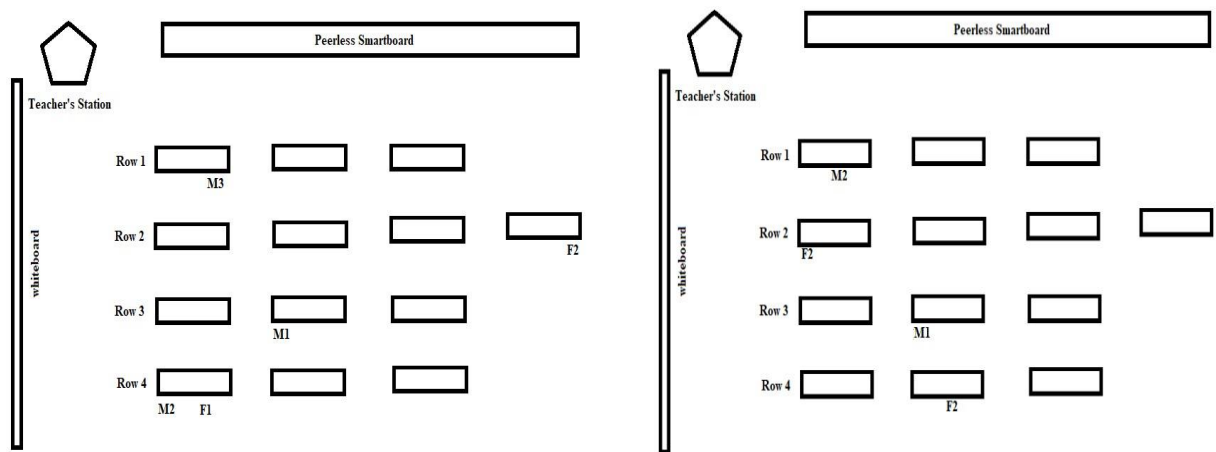 Peerless Smartboard
Teacher's Station
whiteboard
Row 1
M3
Row 2
F2
Row 3
M1
Row 4
M2 F1
Peerless Smartboard
Teacher's Station
whiteboard
Row 1
M2
Row 2
F2
Row 3
M1
Row 4
F2